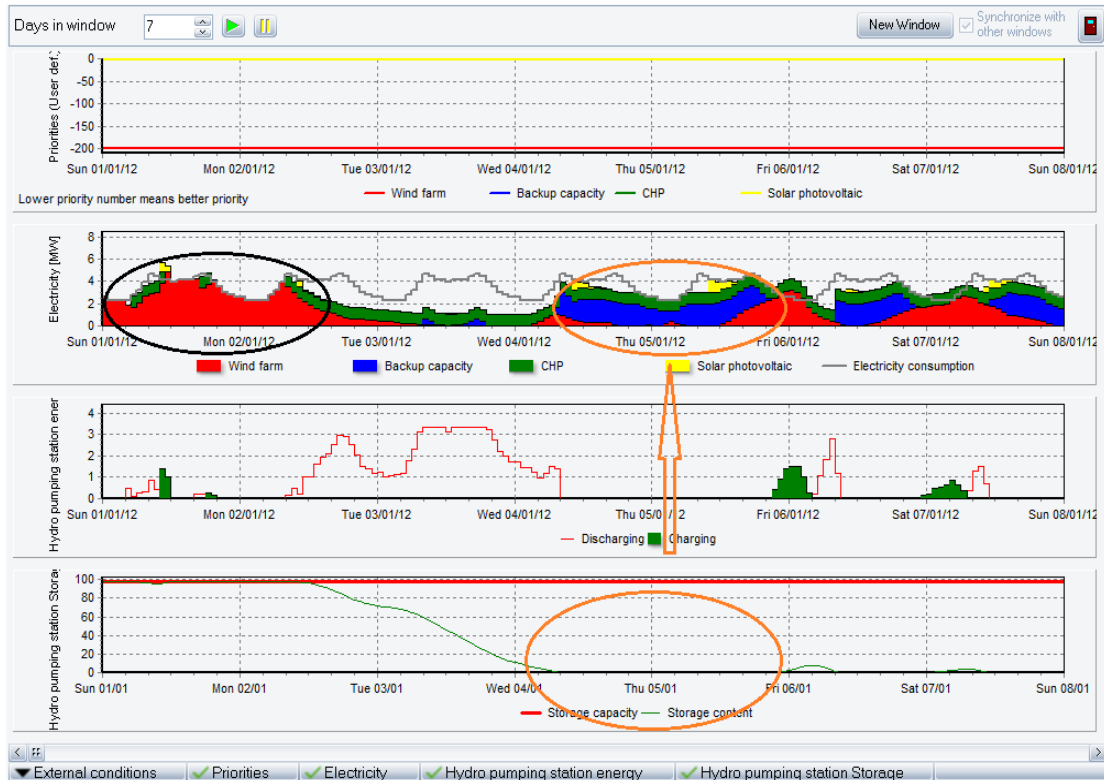 Days in window 7 New Window Synchronize with
other windows
Priorities (User def.)
0
-50
-100
-150
-200
Sun 01/01/12 Mon 02/01/12 Tue 03/01/12 Wed 04/01/12 Thu 05/01/12 Fri 06/01/12 Sat 07/01/12 Sun 08/01/12
Wind farm Backup capacity CHP Solar photovoltaic
Lower priority number means better priority
Electricity [MW]
8
6
4
2
0
Sun 01/01/12 Mon 02/01/12 Tue 03/01/12 Wed 04/01/12 Thu 05/01/12 Fri 06/01/12 Sat 07/01/12 Sun 08/01/12
Wind farm Backup capacity CHP Solar photovoltaic Electricity consumption
Hydro pumping station ener
4
3
2
1
0
Sun 01/01/12 Mon 02/01/12 Tue 03/01/12 Wed 04/01/12 Thu 05/01/12 Fri 06/01/12 Sat 07/01/12 Sun 08/01/12
Discharging Charging
Hydro pumping station Storag
100
80
60
40
20
0
Sun 01/01 Mon 02/01 Tue 03/01 Wed 04/01 Thu 05/01 Fri 06/01 Sat 07/01 Sun 08/01
Storage capacity Storage content
External conditions Priorities Electricity Hydro pumping station energy Hydro pumping station Storage